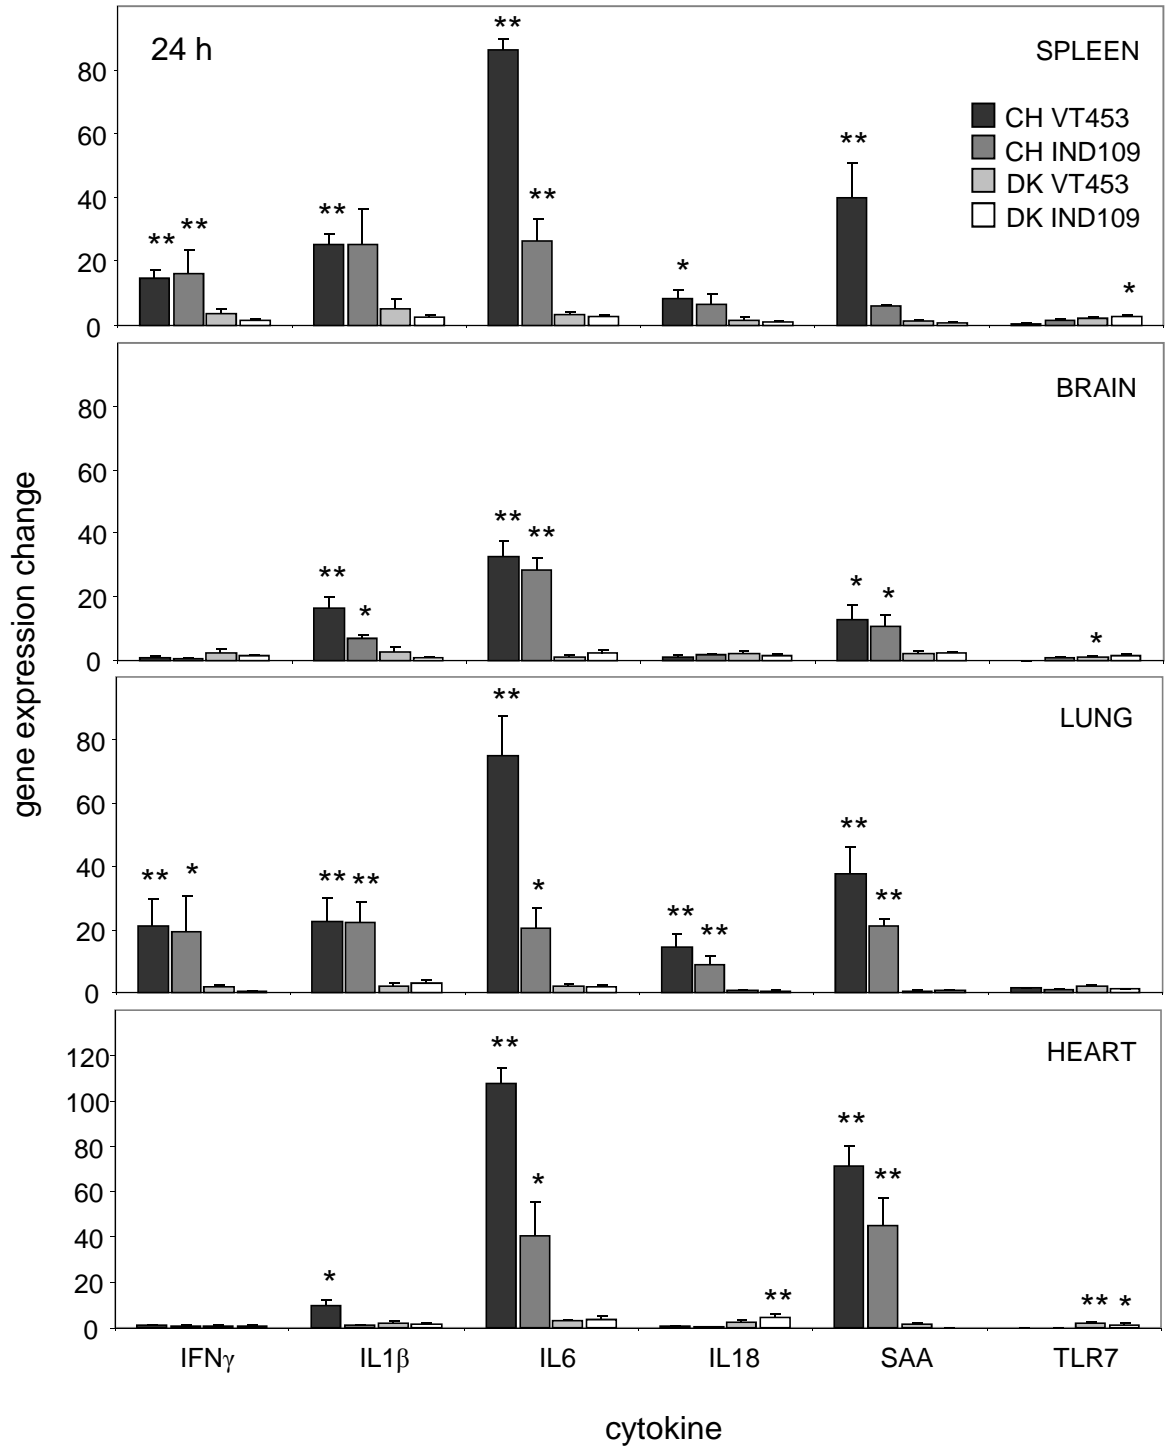 24 h
SPLEEN
CH VT453
CH IND109
DK VT453
DK IND109
80
60
40
20
0
** ** ** ** ** * ** *
BRAIN
80
60
40
20
0
** * ** ** * * *
LUNG
80
60
40
20
0
** * ** ** ** * ** ** ** **
HEART
120
100
80
60
40
20
0
* ** * ** ** ** ** *
IFNγ IL1β IL6 IL18 SAA TLR7
cytokine
gene expression change